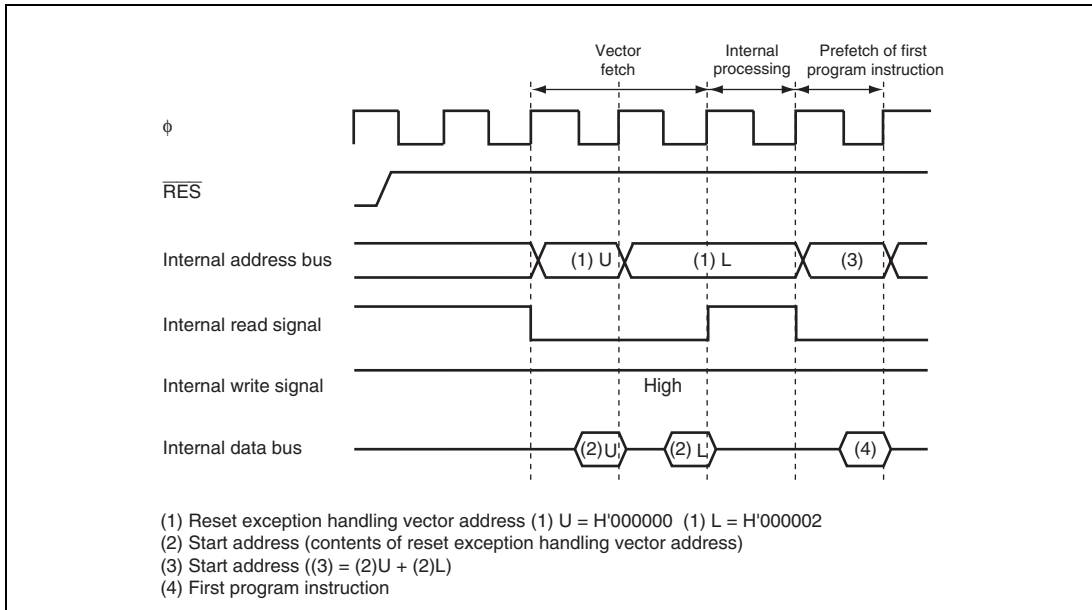 Vector
fetch
Internal
processing
Prefetch of first
program instruction
ϕ
RES
Internal address bus
(1) U
(1) L
(3)
Internal read signal
Internal write signal
High
Internal data bus
(2)U
(2) L
(4)
(1) Reset exception handling vector address (1) U = H'000000 (1) L = H'000002
(2) Start address (contents of reset exception handling vector address)
(3) Start address ((3) = (2)U + (2)L)
(4) First program instruction